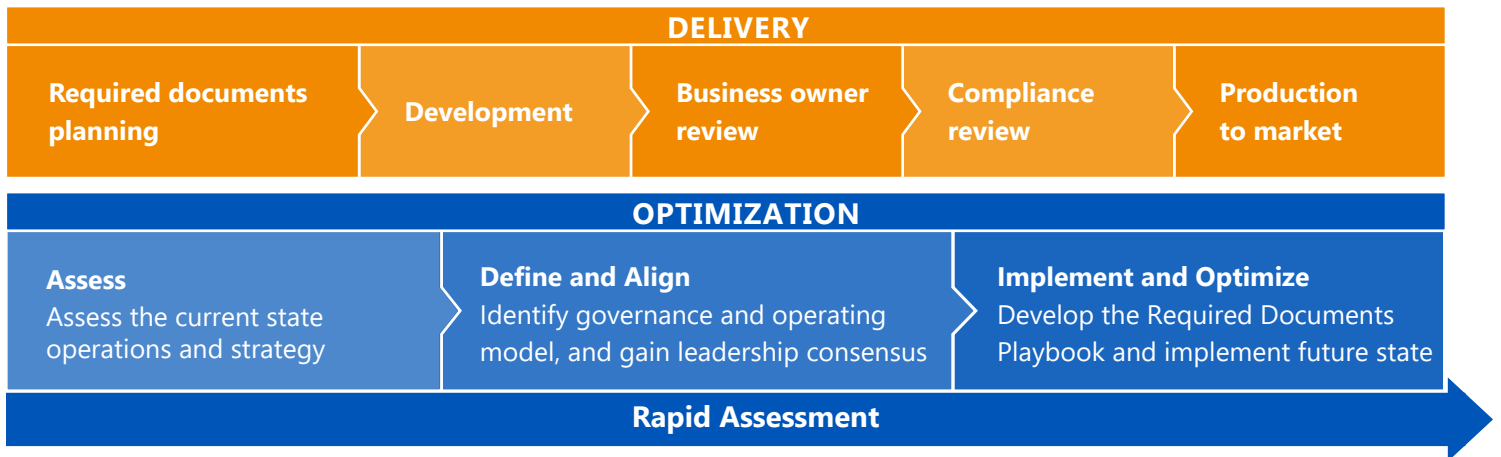 DELIVERY
Required documents
planning
Development
Business owner
review
Compliance
review
Production
to market
OPTIMIZATION
Assess
Assess the current state
operations and strategy
Define and Align
Identify governance and operating
model, and gain leadership consensus
Implement and Optimize
Develop the Required Documents
Playbook and implement future state
Rapid Assessment